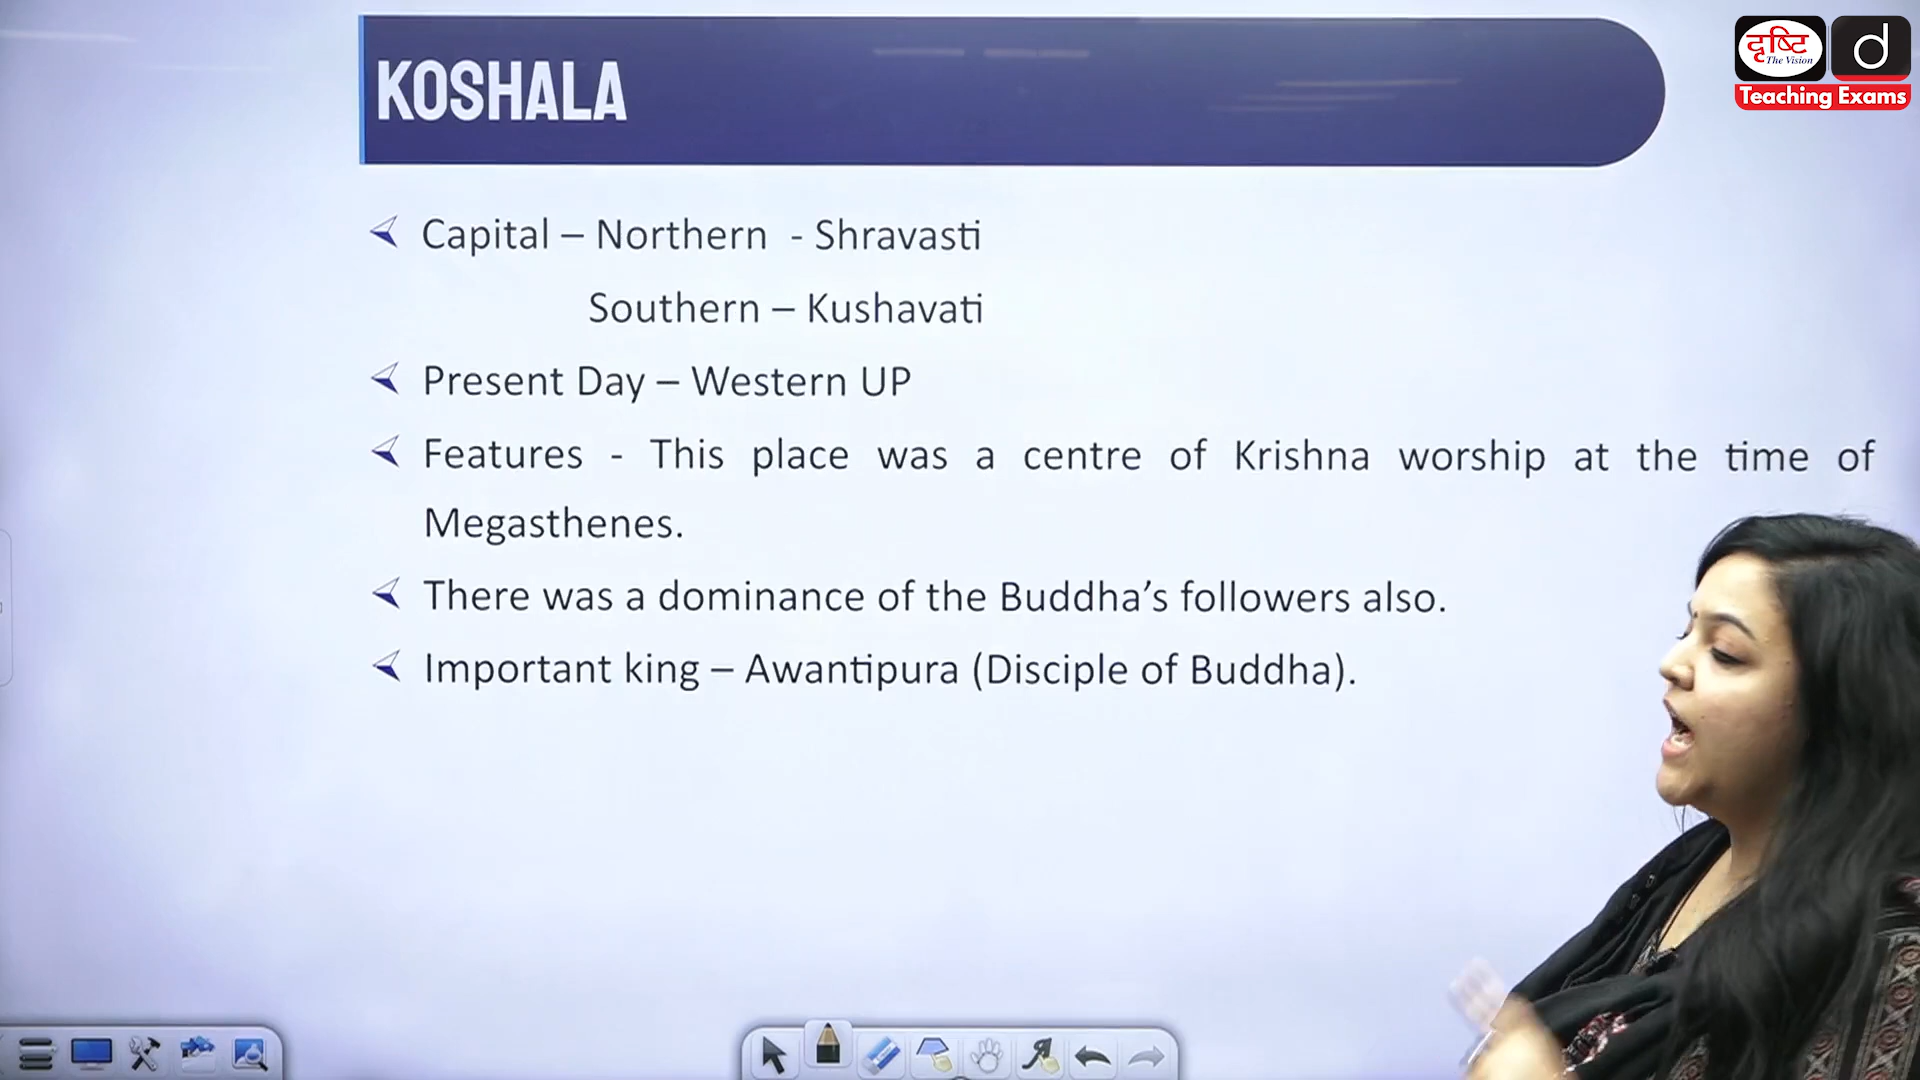 KOSHALA
दृष्टि
The Vision
d
Teaching Exams
Capital – Northern - Shravasti
Southern – Kushavati
Present Day – Western UP
Features - This place was a centre of Krishna worship at the time of
Megasthenes.
There was a dominance of the Buddha’s followers also.
Important king – Awantipura (Disciple of Buddha).